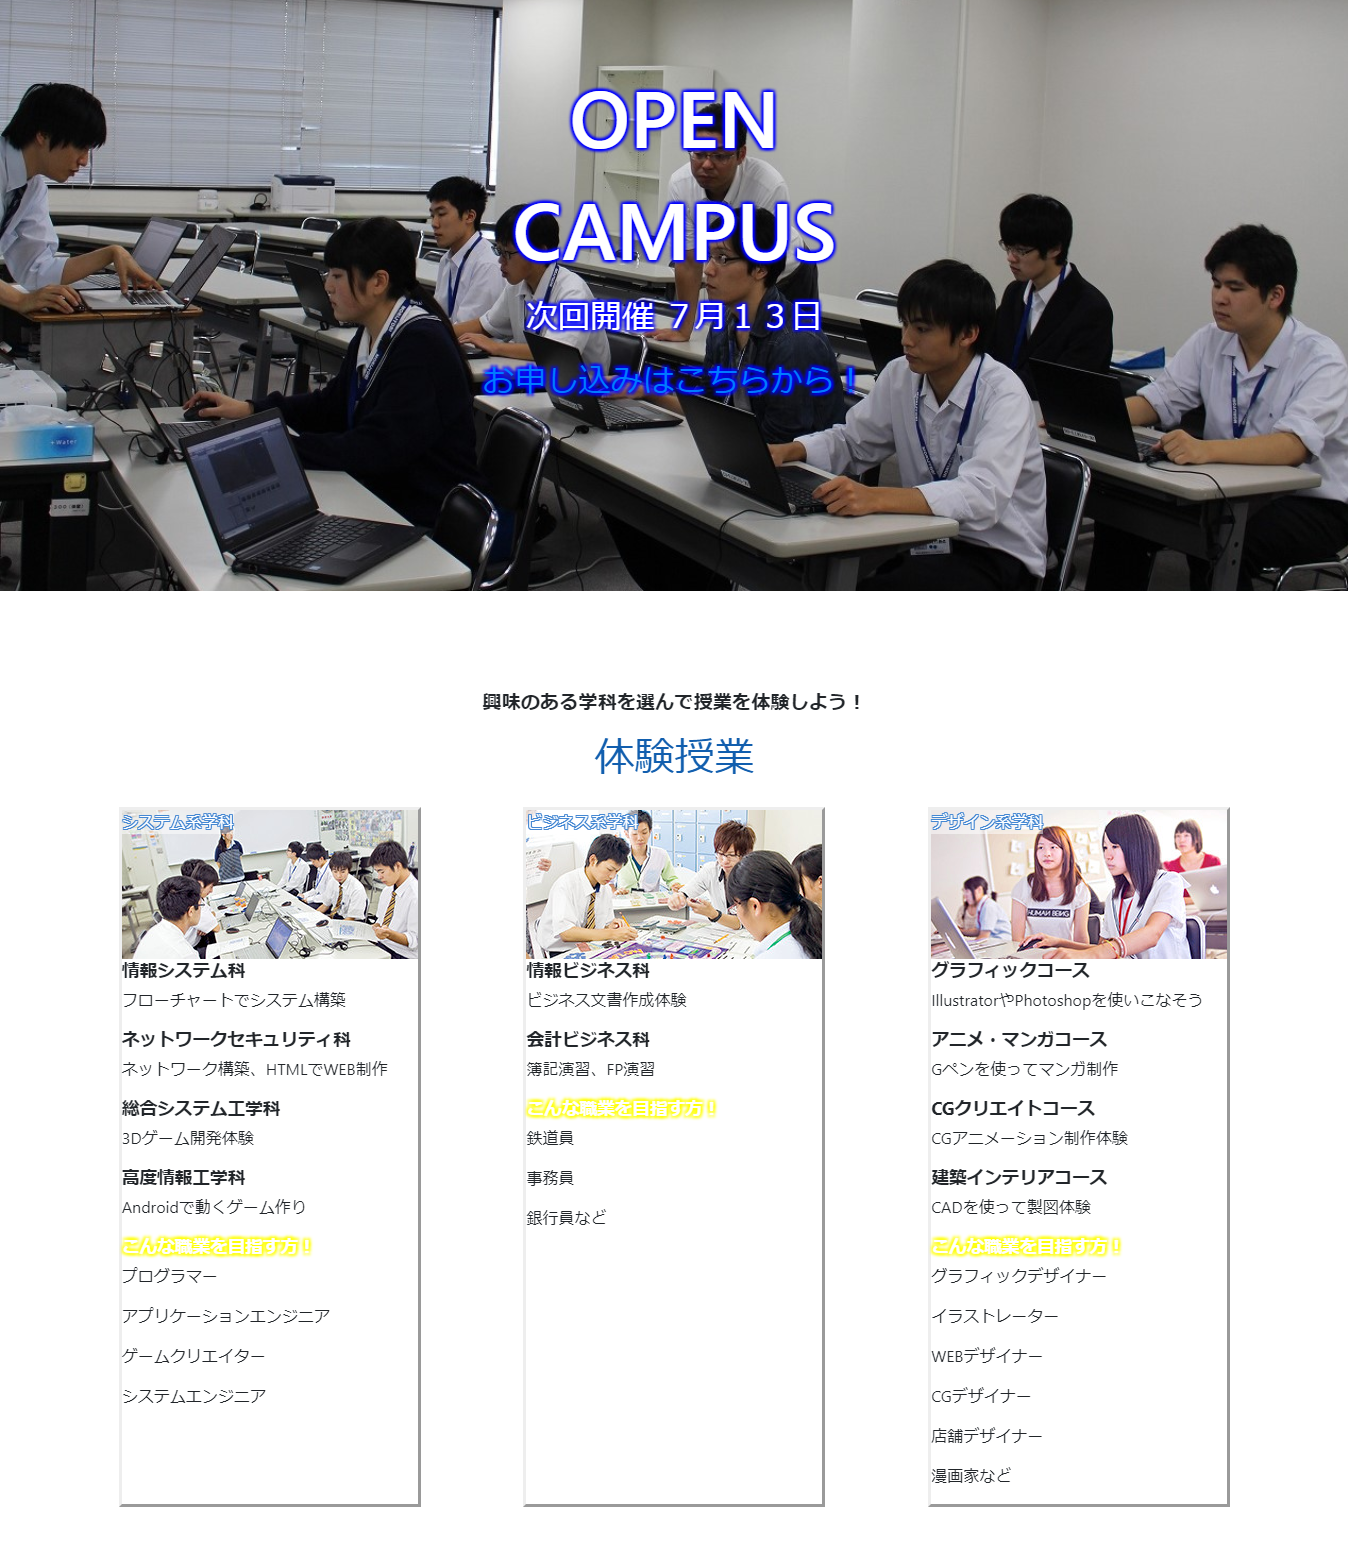 OPEN
CAMPUS
次回開催 ７月１３日
お申し込みはこちらから！
興味のある学科を選んで授業を体験しよう！
体験授業
システム系学科
情報システム科
フローチャートでシステム構築
ネットワークセキュリティ科
ネットワーク構築、HTMLでWEB制作
総合システム工学科
3Dゲーム開発体験
高度情報工学科
Androidで動くゲーム作り
こんな職業を目指す方！
プログラマー
アプリケーションエンジニア
ゲームクリエイター
システムエンジニア
ビジネス系学科
情報ビジネス科
ビジネス文書作成体験
会計ビジネス科
簿記演習、FP演習
こんな職業を目指す方！
鉄道員
事務員
銀行員など
デザイン系学科
HUMAN BEING
グラフィックコース
IllustratorやPhotoshopを使いこなそう
アニメ・マンガコース
Gペンを使ってマンガ制作
CGクリエイトコース
CGアニメーション制作体験
建築インテリアコース
CADを使って製図体験
こんな職業を目指す方！
グラフィックデザイナー
イラストレーター
WEBデザイナー
CGデザイナー
店舗デザイナー
漫画家など